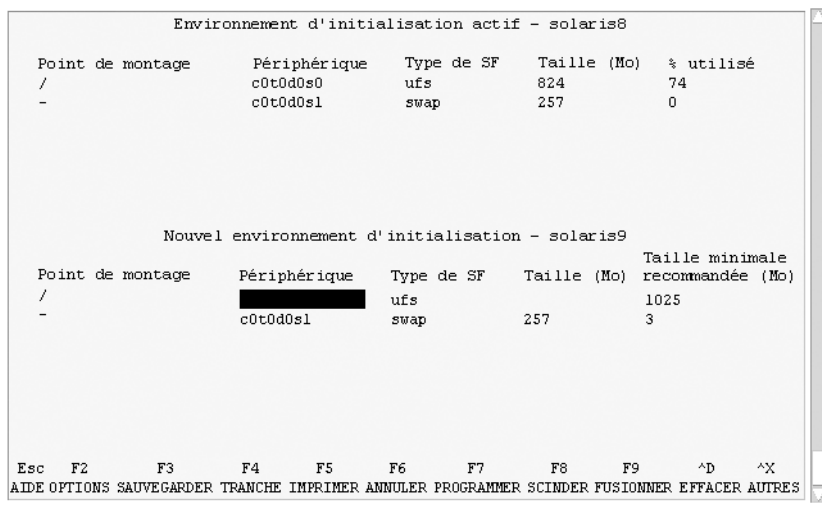 Environnement d'initialisation actif - solaris8
Point de montage Périphérique Type de SF Taille (Mo) % utilisé
/ c0t0d0s0 ufs 824 74
- c0t0d0s1 swap 257 0
Nouvel environnement d'initialisation - solaris9
Taille minimale
Point de montage Périphérique Type de SF Taille (Mo) recommandée (Mo)
/ ufs 1025
- c0t0d0s1 swap 257 3
Esc F2 F3 F4 F5 F6 F7 F8 F9 ^D ^X
AIDE OPTIONS SAUVEGARDER TRANCHE IMPRIMER ANNULER PROGRAMMER SCINDER FUSIONNER EFFACER AUTRES